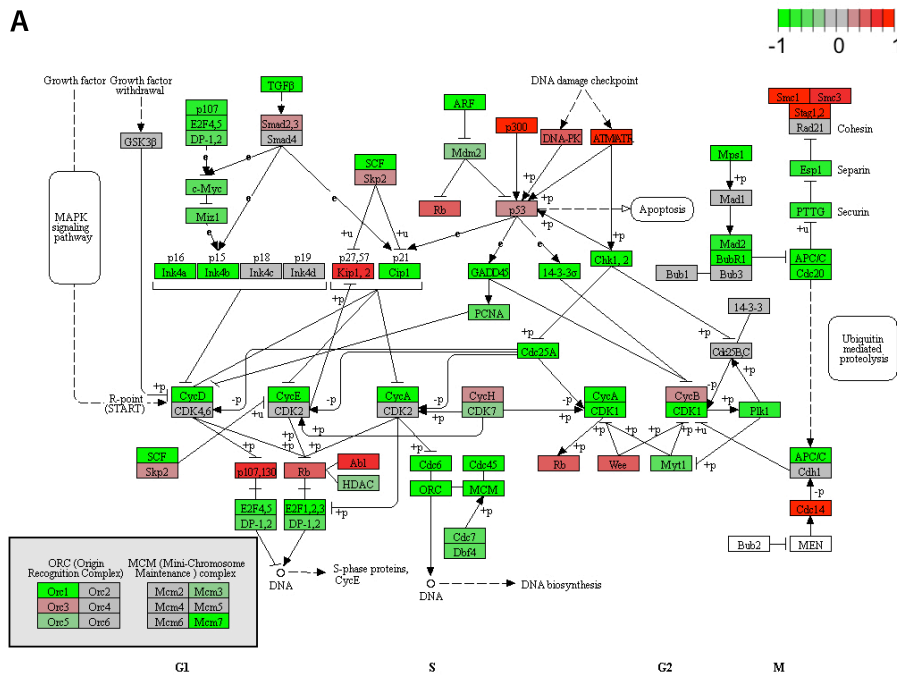 A
-1 0 1
Growth factor
Growth factor
withdrawal
TGFβ
DNA damage checkpoint
Smc1 Smc3
Stag1,2
Rad21 Cohesin
p107
E2F4,5
DP-1,2
Smad2,3
Smad4
ARF
p300
DNA-PK
ATM/ATR
GSK3β
Mdm2
SCF
Skp2
Mps1
+p
Mad1
Esp1 Separin
e
e
c-Myc
Miz1
e
e
Rb
p53
+p
+p
Apoptosis
PTTG Securin
+u
MAPK
signaling
pathway
+u
+u
e
e
e
+p
+p
Mad2
BubR1
Bub1
Bub3
APC/C
Cdc20
p16
Ink4a
p15
Ink4b
p18
Ink4c
p19
Ink4d
p27,57
Kip1, 2
p21
Cip1
GADD45
14-3-3σ
Chk1, 2
+p
PCNA
14-3-3
+p
+p
Cdc25A
Cdr25B,C
Ubiquitin
mediated
proteolysis
R-point
(START)
+p
CycD
CDK4,6
-p
CycE
CDK2
-p
CycA
CDK2
-p
CycH
CDK7
+p
-p
CycA
CDK1
CycB
CDK1
-p
+p
+p
Plk1
+u
+p
+p
+p
+p
+p
+p
+p
+p
+p
+u
SCF
Skp2
p107,130
Rb
Abl
HDAC
Cdc6
Cdc45
ORC
MCM
Rb
Wee
Myt1
+p
APC/C
Cdh1
-p
Cdc14
E2F4,5
DP-1,2
E2F1,2,3
DP-1,2
+p
+p
Cdc7
Dbf4
Bub2
MEN
DNA
S-phase proteins,
CycE
DNA
DNA biosynthesis
ORC (Origin
Recognition Complex)
MCM (Mini-Chromosome
Maintenance ) complex
Orc1 Orc2 Mcm2 Mcm3
Orc3 Orc4 Mcm4 Mcm5
Orc5 Orc6 Mcm6 Mcm7
G1 S G2 M